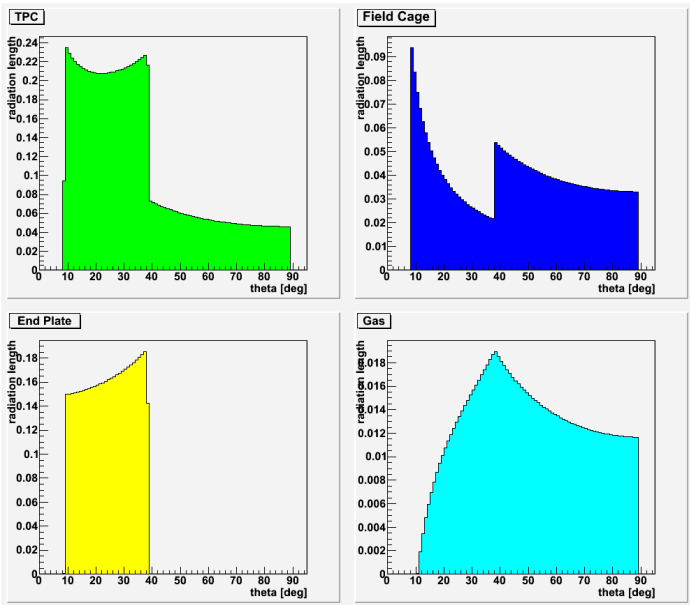 TPC
radiation length
0.24
0.22
0.2
0.18
0.16
0.14
0.12
0.1
0.08
0.06
0.04
0.02
0
0 10 20 30 40 50 60 70 80 90
theta [deg]
Field Cage
radiation length
0.09
0.08
0.07
0.06
0.05
0.04
0.03
0.02
0.01
0
0 10 20 30 40 50 60 70 80 90
theta [deg]
End Plate
radiation length
0.18
0.16
0.14
0.12
0.1
0.08
0.06
0.04
0.02
0
0 10 20 30 40 50 60 70 80 90
theta [deg]
Gas
radiation length
0.018
0.016
0.014
0.012
0.01
0.008
0.006
0.004
0.002
0
0 10 20 30 40 50 60 70 80 90
theta [deg]